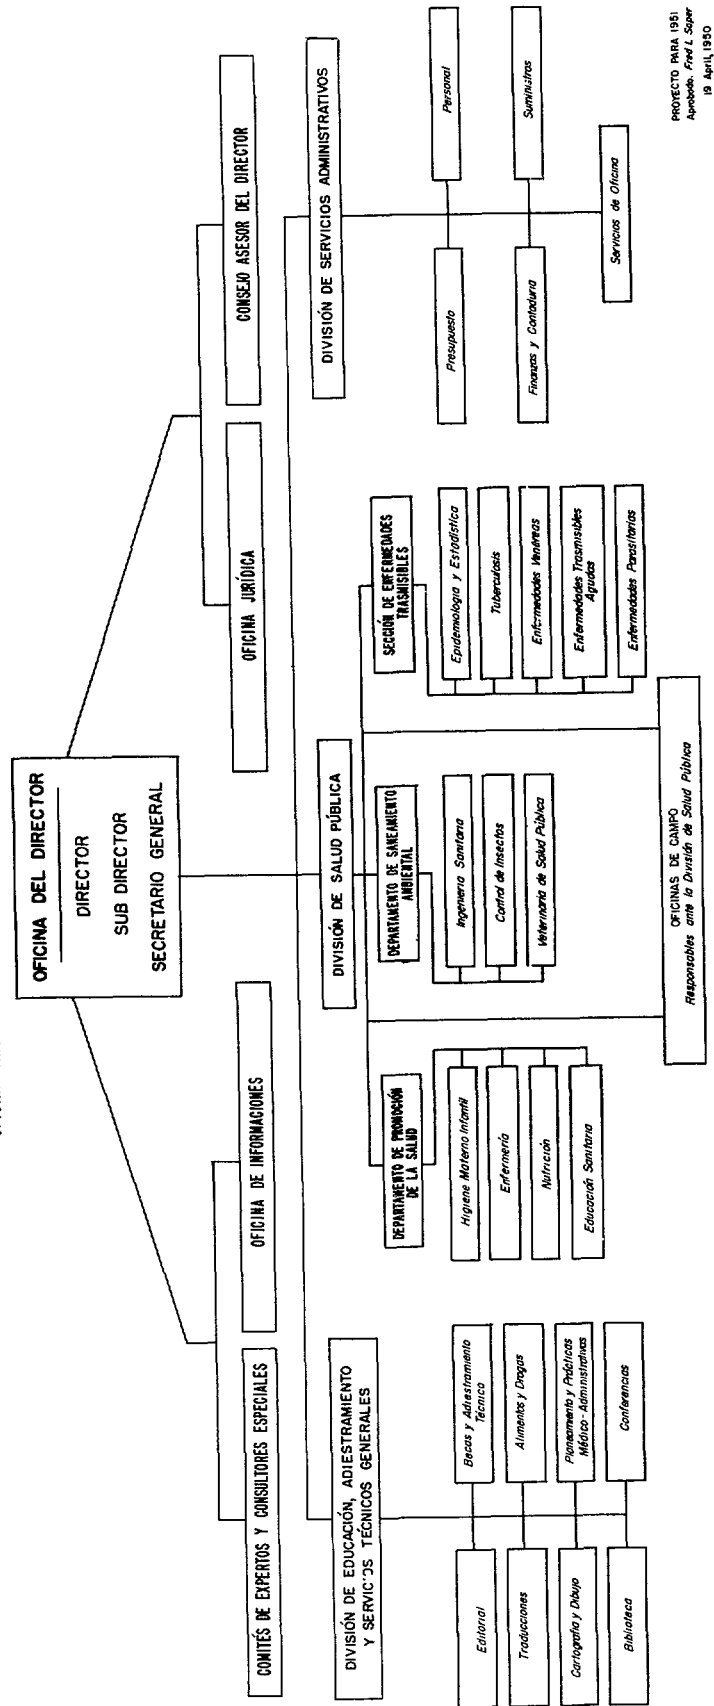 OFICINA DEL DIRECTOR
DIRECTOR
SUB DIRECTOR
SECRETARIO GENERAL
COMITÉS DE EXPERTOS Y CONSULTORES ESPECIALES
OFICINA DE INFORMACIONES
OFICINA JURÍDICA
CONSEJO ASESOR DEL DIRECTOR
DIVISIÓN DE EDUCACIÓN, ADIESTRAMIENTO
Y SERVICIOS TÉCNICOS GENERALES
Editorial
Becas y Adiestramiento
Técnico
Traducciones
Alimentos y Drogas
Cartografía y Dibujo
Planeamiento y Prácticas
Médico-Administrativas
Biblioteca
Conferencias
DIVISIÓN DE SALUD PÚBLICA
DEPARTAMENTO DE PROMOCIÓN
DE LA SALUD
Higiene Materno Infantil
Enfermería
Nutrición
Educación Sanitaria
DEPARTAMENTO DE SANEAMIENTO
AMBIENTAL
Ingeniería Sanitaria
Control de Insectos
Veterinaria de Salud Pública
SECCIÓN DE ENFERMEDADES
TRASMISIBLES
Epidemiología y Estadística
Tuberculosis
Enfermedades Venéreas
Enfermedades Trasmisibles
Agudas
Enfermedades Parasitarias
OFICINAS DE CAMPO
Responsables ante la División de Salud Pública
DIVISIÓN DE SERVICIOS ADMINISTRATIVOS
Presupuesto
Personal
Finanzas y Contaduría
Suministros
Servicios de Oficina
PROYECTO PARA 1951
Aprobado. Fred L Soper
19 April, 1950